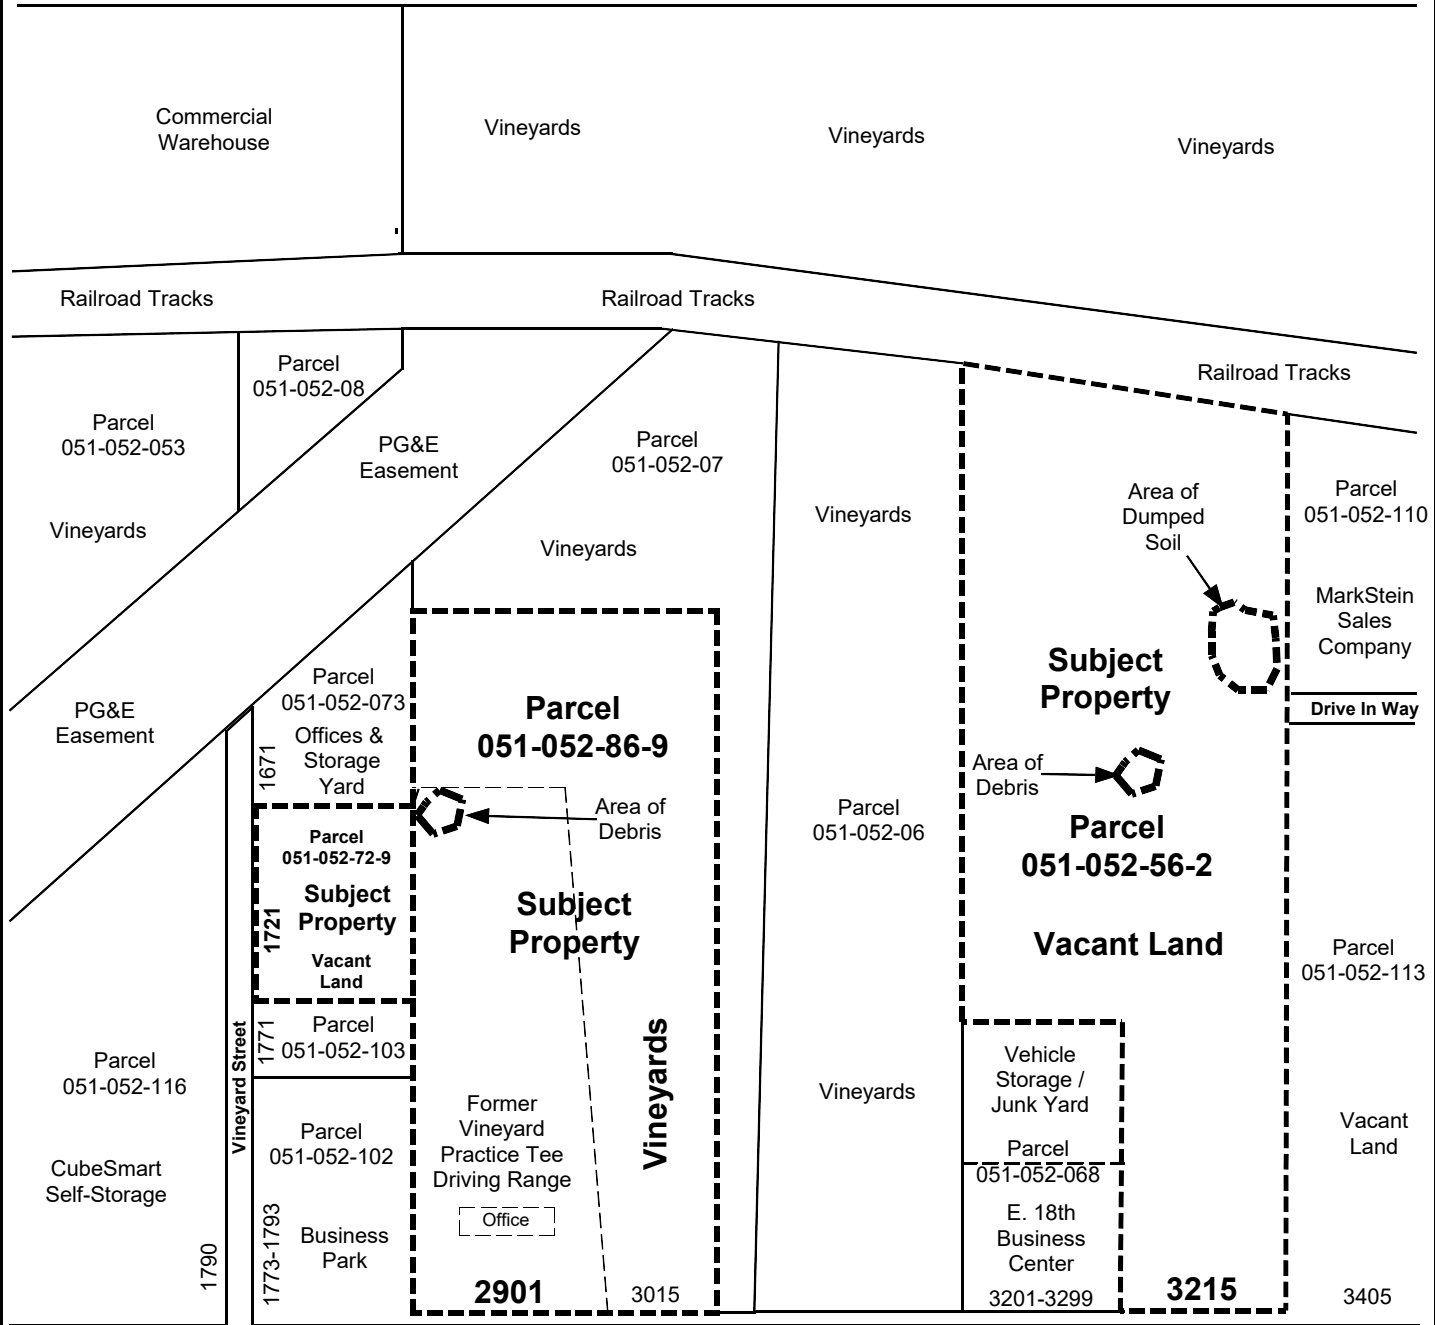 Commercial
Warehouse
Vineyards
Vineyards
Vineyards
Railroad Tracks
Railroad Tracks
Railroad Tracks
Parcel
051-052-08
Parcel
051-052-053
Vineyards
PG&E
Easement
Parcel
051-052-07
Vineyards
Vineyards
Area of
Dumped
Soil
Parcel
051-052-110
MarkStein
Sales
Company
Drive In Way
Subject
Property
Parcel
051-052-073
Offices &
Storage
Yard
1671
PG&E
Easement
Parcel
051-052-86-9
Area of
Debris
Area of
Debris
Parcel
051-052-06
Parcel
051-052-56-2
Vacant Land
Parcel
051-052-72-9
Subject
Property
Vacant
Land
1721
Subject
Property
Parcel
051-052-113
Vineyards
Vineyard Street
1771
Parcel
051-052-103
Parcel
051-052-116
CubeSmart
Self-Storage
1790
Parcel
051-052-102
Business
Park
1773-1793
Former
Vineyard
Practice Tee
Driving Range
Office
2901
3015
Vineyards
Vehicle
Storage /
Junk Yard
Parcel
051-052-068
E. 18th
Business
Center
3201-3299
3215
Vacant
Land
3405